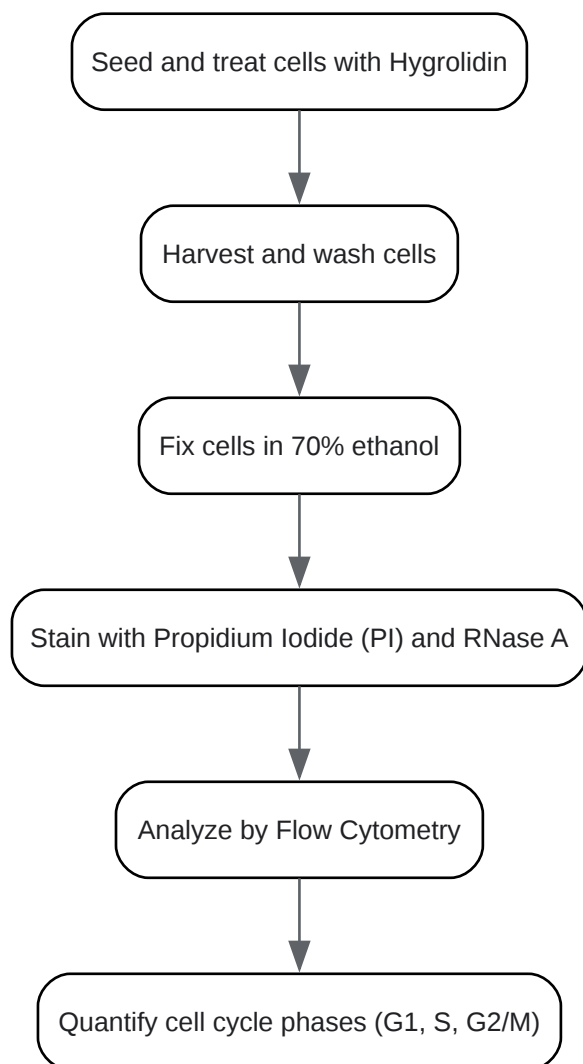 Seed and treat cells with Hygrolidin
Harvest and wash cells
Fix cells in 70% ethanol
Stain with Propidium Iodide (PI) and RNase A
Analyze by Flow Cytometry
Quantify cell cycle phases (G1, S, G2/M)